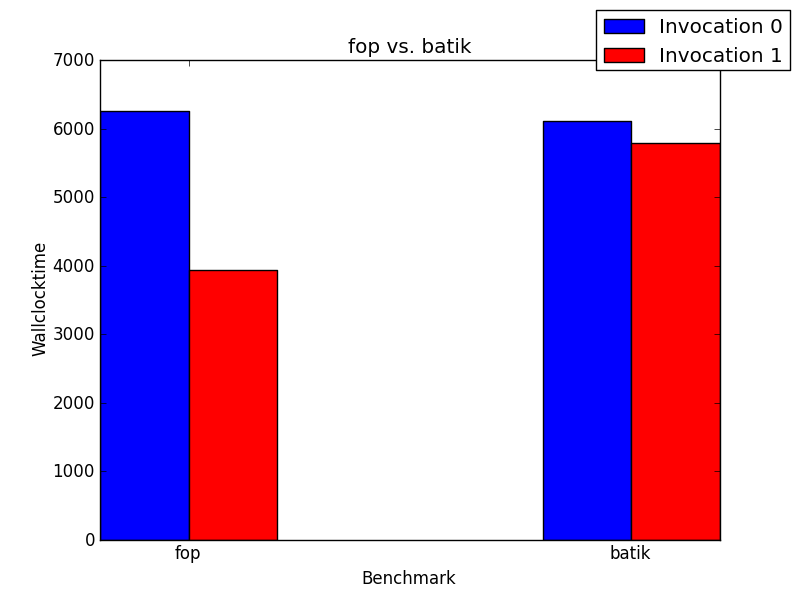 fop vs. batik
Invocation 0
Invocation 1
7000
6000
5000
4000
3000
2000
1000
0
Wallclocktime
fop
batik
Benchmark